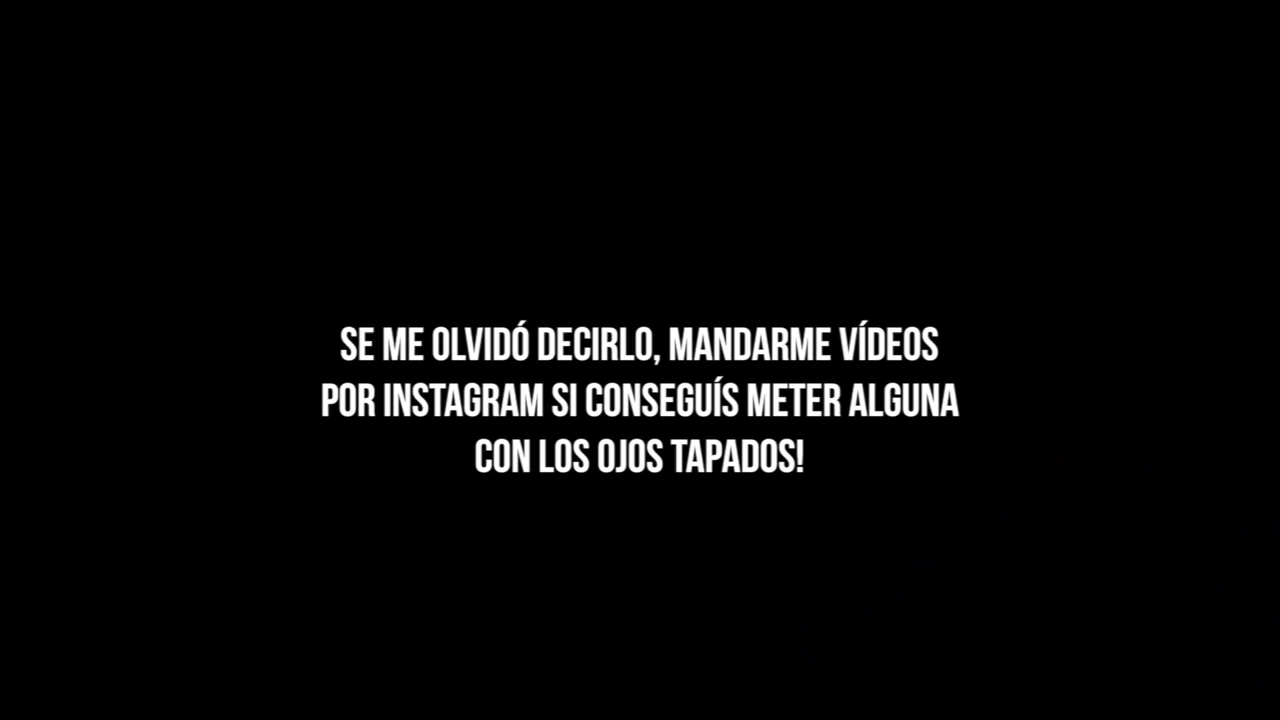 SE ME OLVIDÓ DECIRLO, MANDARME VÍDEOS
POR INSTAGRAM SI CONSEGUÍS METER ALGUNA
CON LOS OJOS TAPADOS!